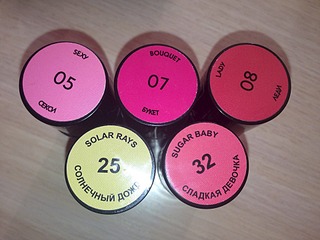 SEXY
05
СЕКСИ
BOUQUET
07
БУКЕТ
LADY
08
ЛЕДИ
SOLAR RAYS
25
СОЛНЕЧНЫЙ ДОЖДЬ
SUGAR BABY
32
СЛАДКАЯ ДЕВОЧКА